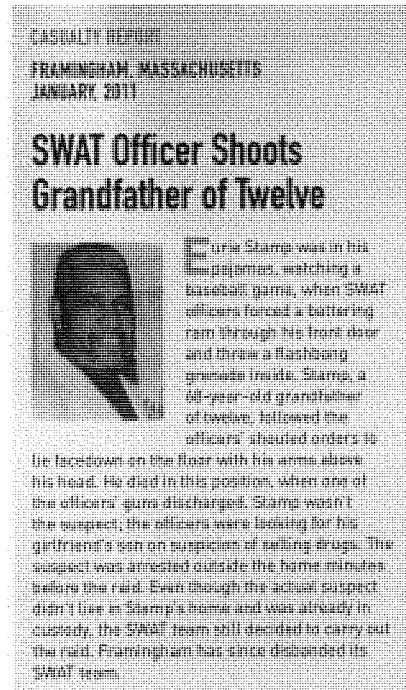 CASUALTY REPORT
FRAMINGHAM, MASSACHUSETTS
JANUARY, 2011
SWAT Officer Shoots
Grandfather of Twelve
Eurie Stamp was in his
pajamas, watching a
baseball game, when SWAT
officers forced a battering
ram through his front door
and threw a flashbang
grenade inside. Stamp, a
68-year-old grandfather
of twelve, followed the
officers' shouted orders to
lie facedown on the floor with his arms above
his head. He died in this position, when one of
the officers' guns discharged. Stamp wasn't
the suspect; the officers were looking for his
girlfriend's son on suspicion of selling drugs. The
suspect was arrested outside the home minutes
before the raid. Even though the actual suspect
didn't live in Stamp's home and was already in
custody, the SWAT team still decided to carry out
the raid. Framingham has since disbanded its
SWAT team.